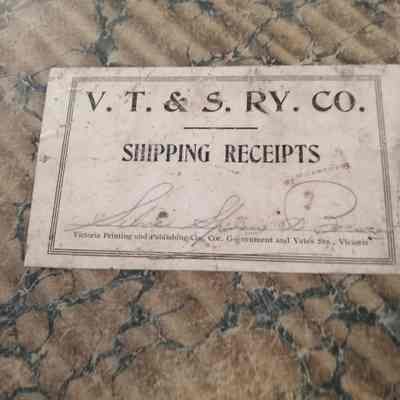 V. T. & S. RY. CO.
SHIPPING RECEIPTS
Victoria Printing and Publishing Co., Cor. Government and Yates Sts., Victoria